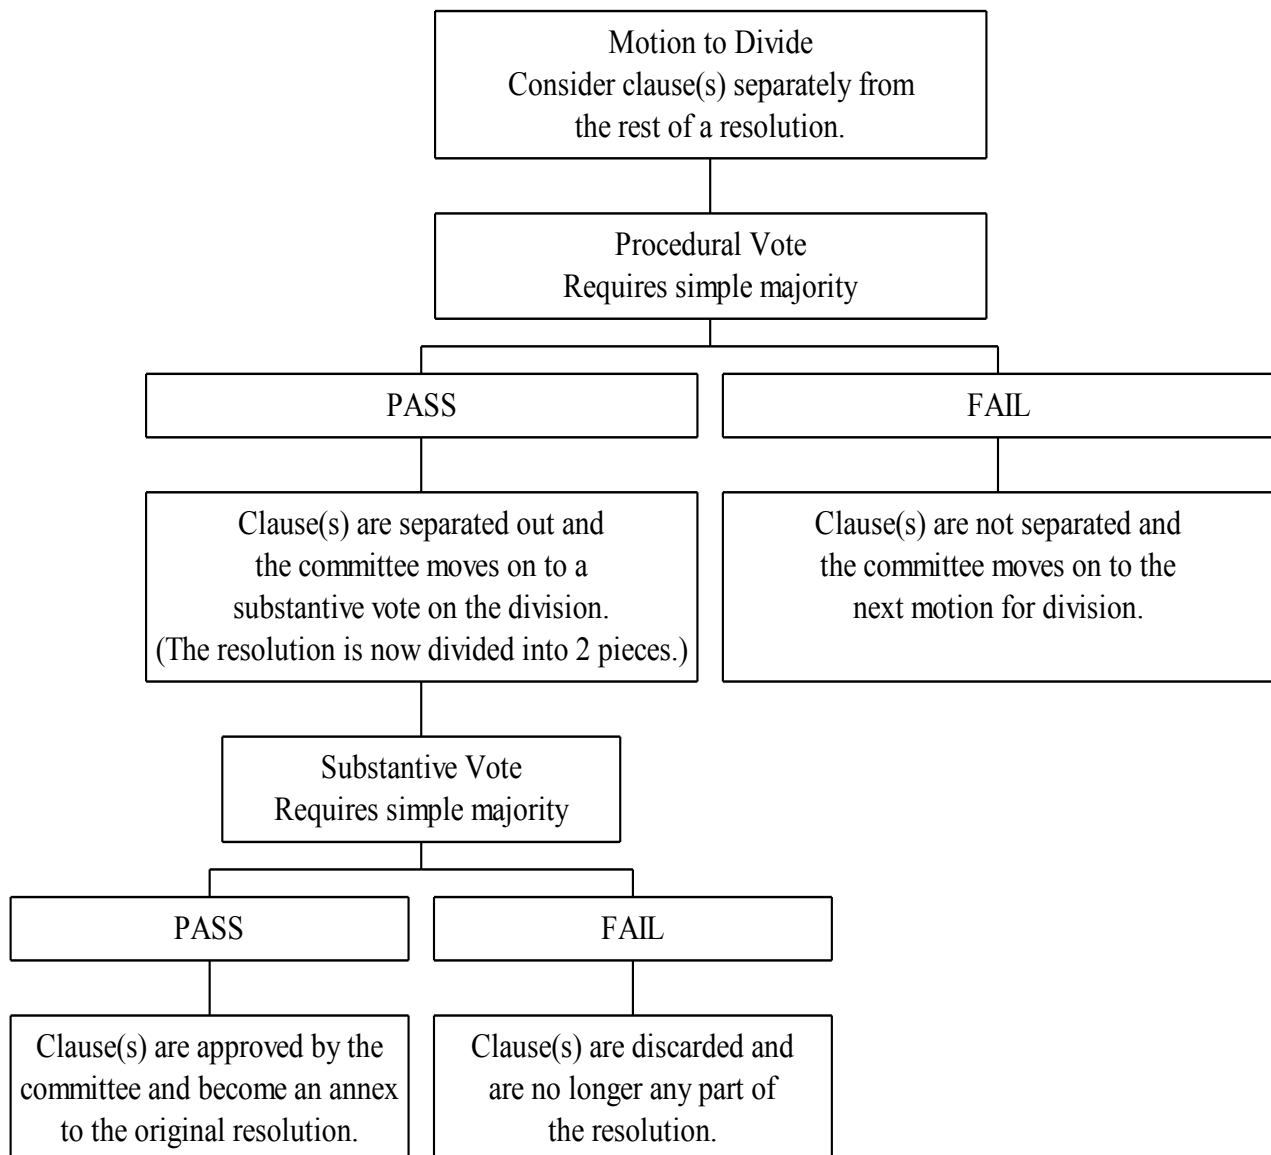 Motion to Divide
Consider clause(s) separately from
the rest of a resolution.
Procedural Vote
Requires simple majority
PASS
FAIL
Clause(s) are separated out and
the committee moves on to a
substantive vote on the division.
(The resolution is now divided into 2 pieces.)
Clause(s) are not separated and
the committee moves on to the
next motion for division.
Substantive Vote
Requires simple majority
PASS
FAIL
Clause(s) are approved by the
committee and become an annex
to the original resolution.
Clause(s) are discarded and
are no longer any part of
the resolution.